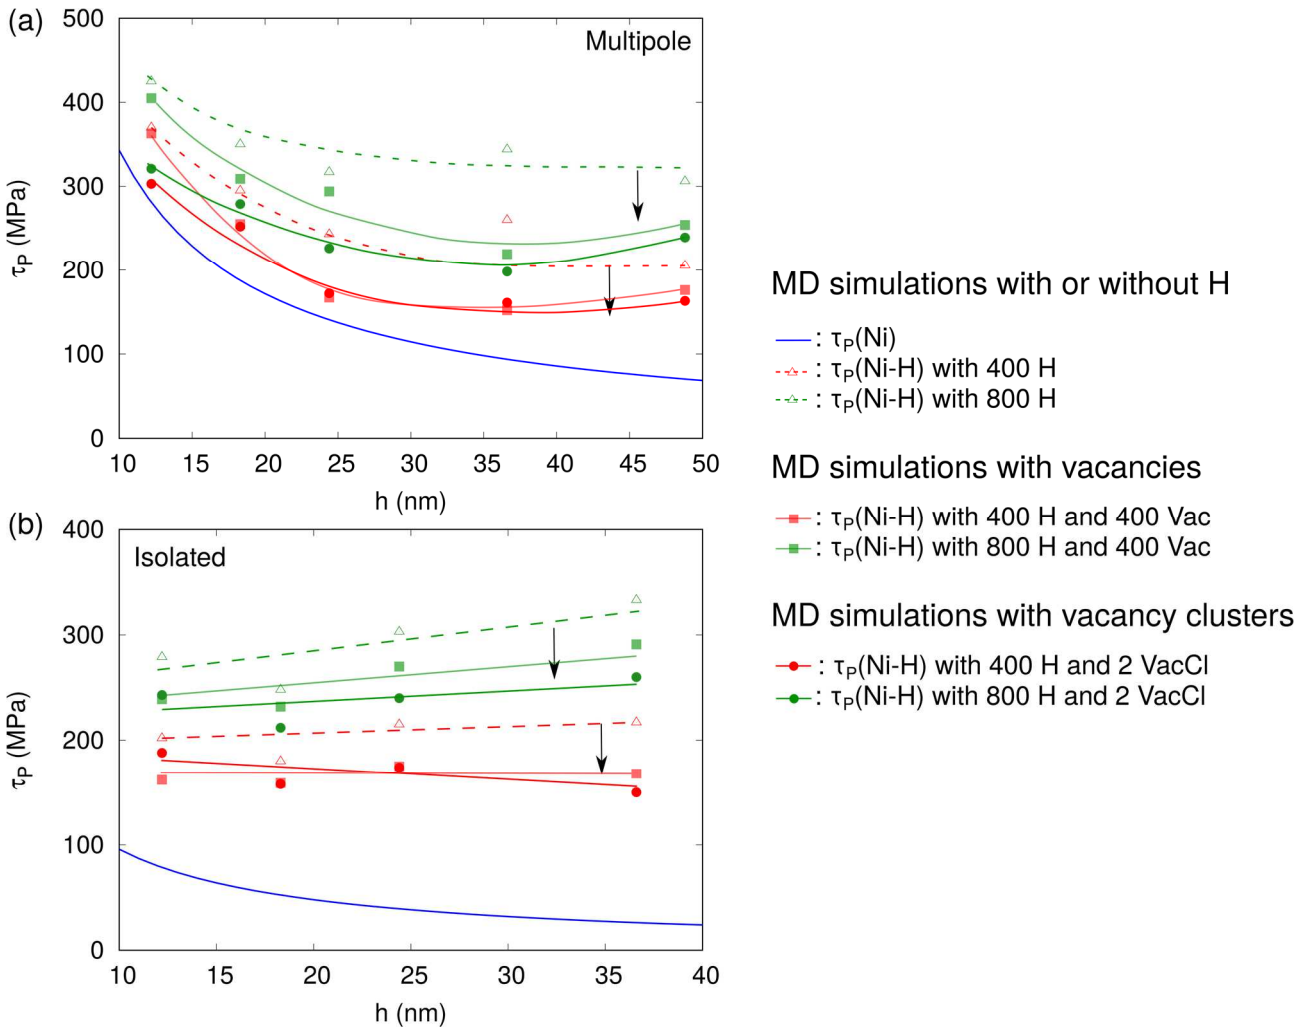 (a)
500
400
300
200
100
0
τP (MPa)
Multipole
10 15 20 25 30 35 40 45 50
h (nm)
(b)
400
300
200
100
0
τP (MPa)
Isolated
10 15 20 25 30 35 40
h (nm)
MD simulations with or without H
: τP(Ni)
: τP(Ni-H) with 400 H
: τP(Ni-H) with 800 H
MD simulations with vacancies
: τP(Ni-H) with 400 H and 400 Vac
: τP(Ni-H) with 800 H and 400 Vac
MD simulations with vacancy clusters
: τP(Ni-H) with 400 H and 2 VacCl
: τP(Ni-H) with 800 H and 2 VacCl